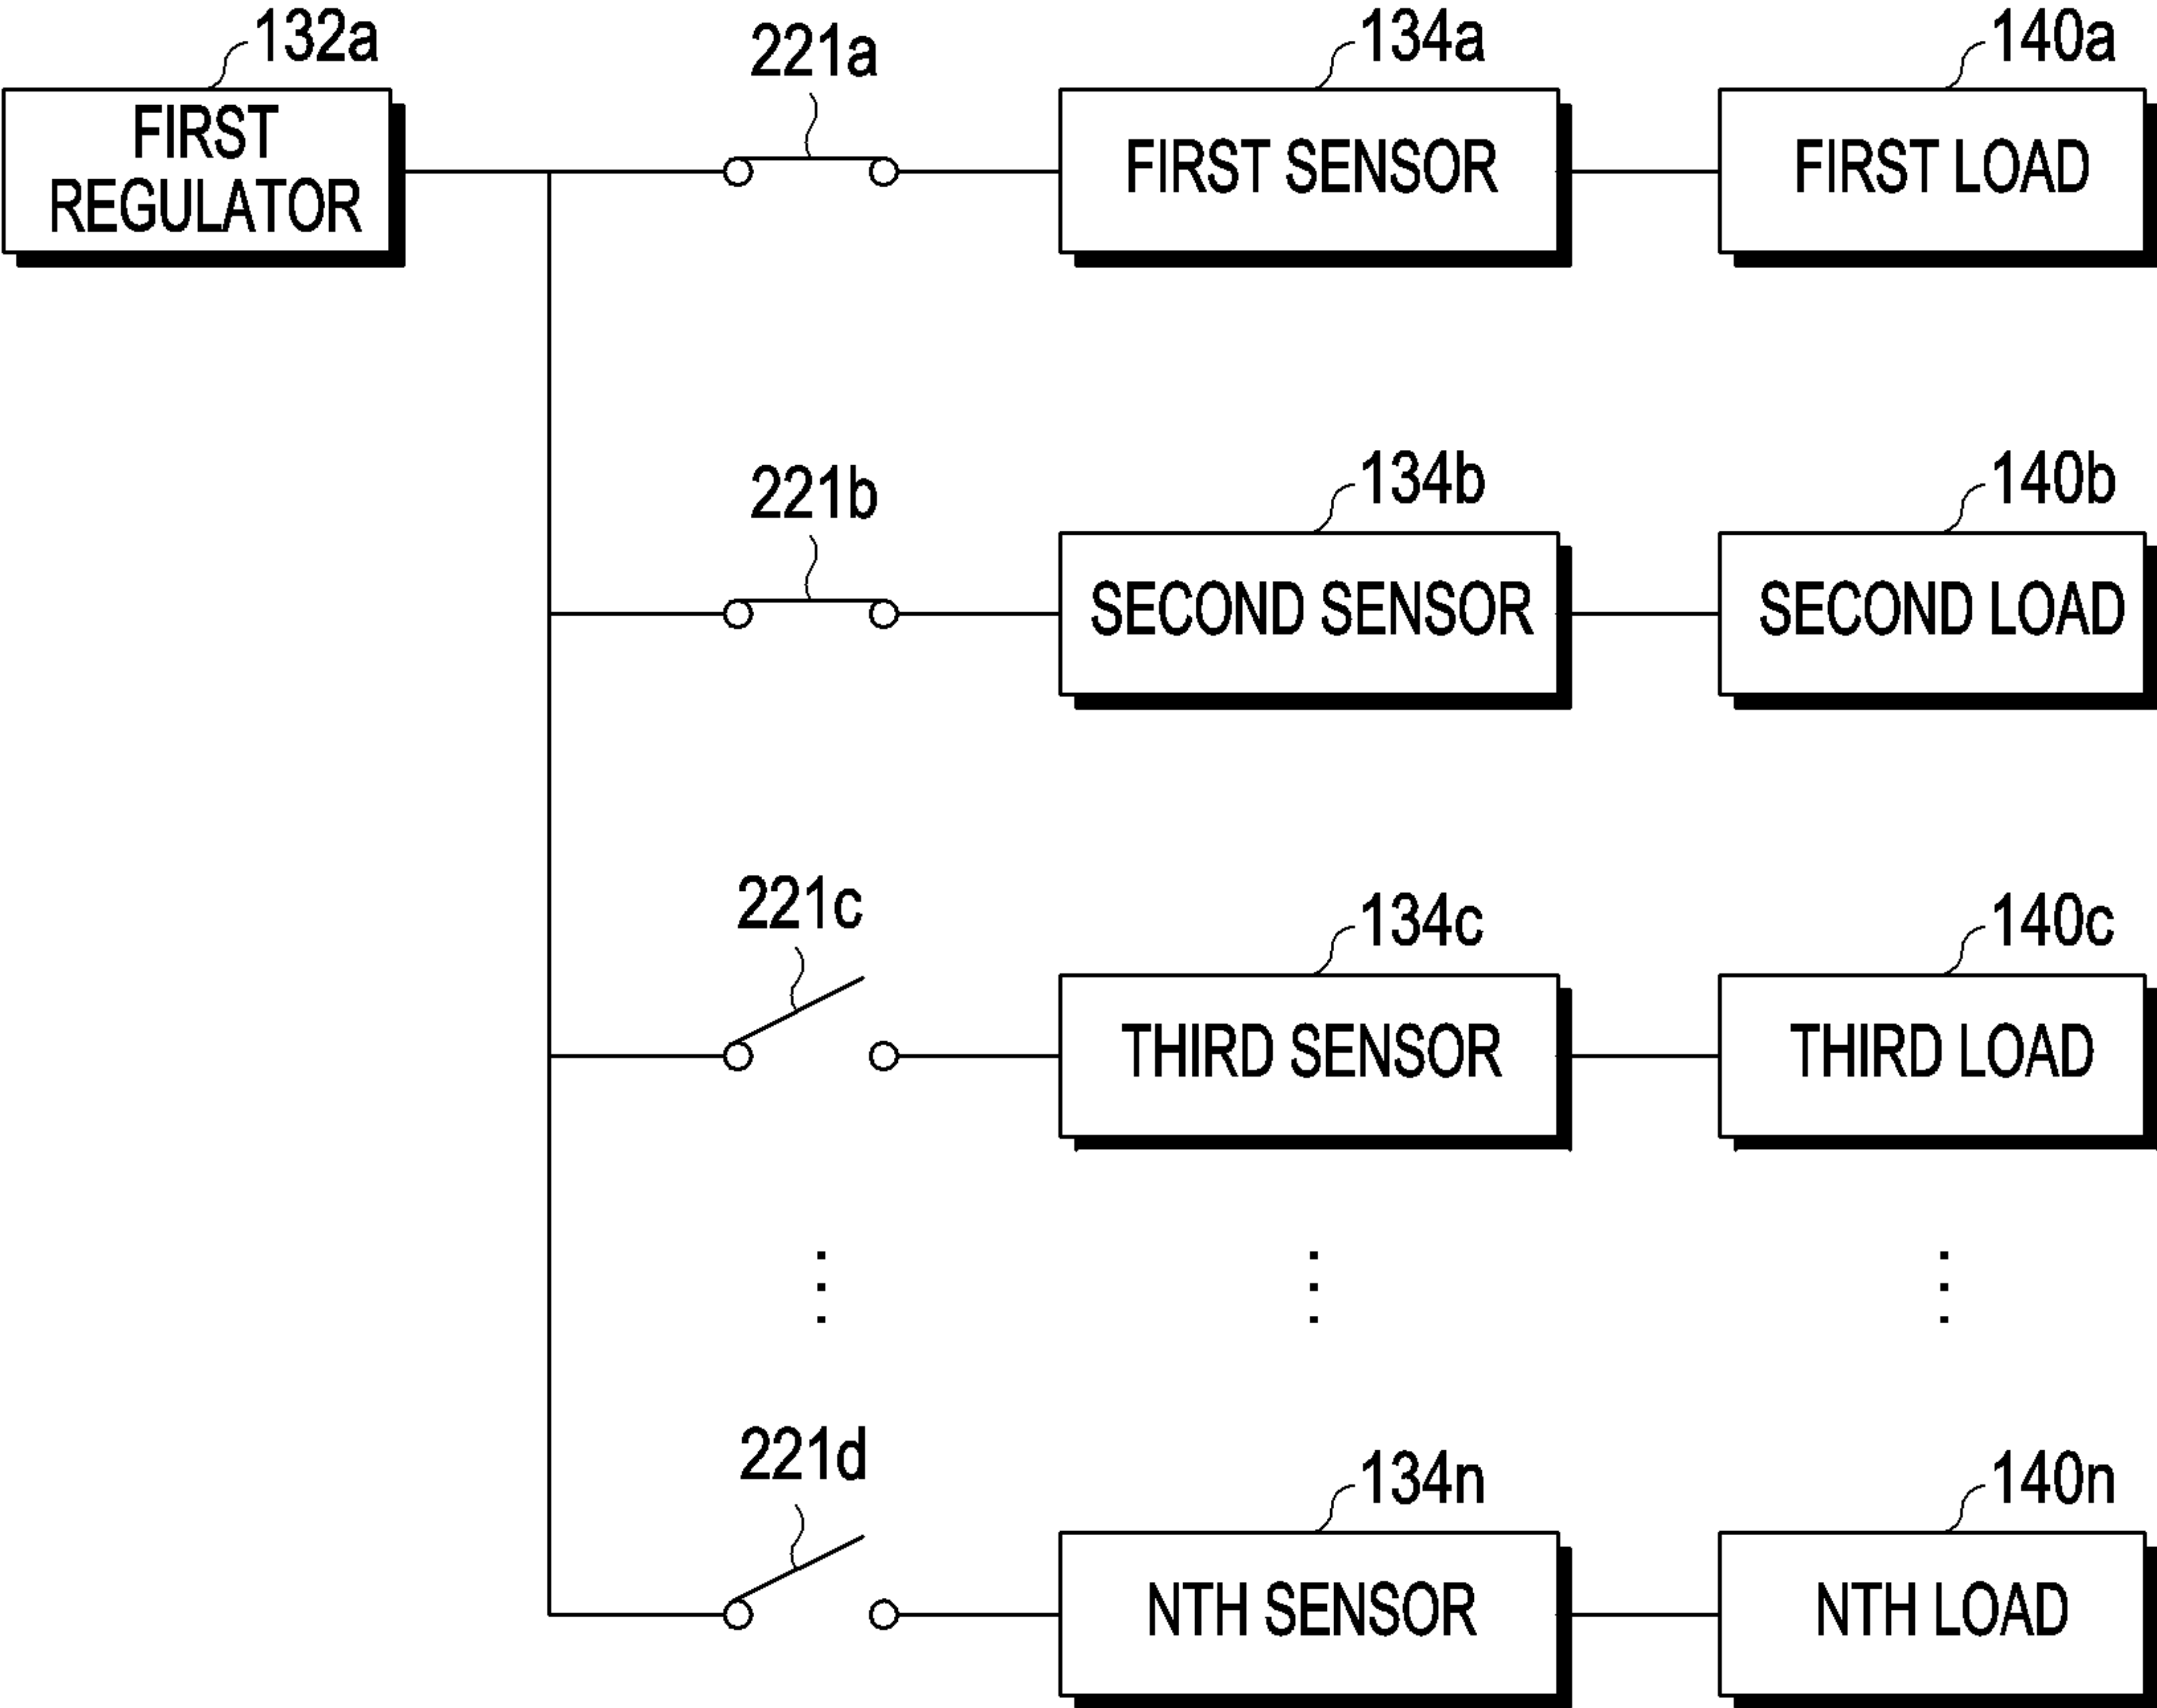 132a
221a
134a
140a
FIRST
REGULATOR
FIRST SENSOR
FIRST LOAD
221b
134b
140b
SECOND SENSOR
SECOND LOAD
221c
134c
140c
THIRD SENSOR
THIRD LOAD
221d
134n
140n
NTH SENSOR
NTH LOAD